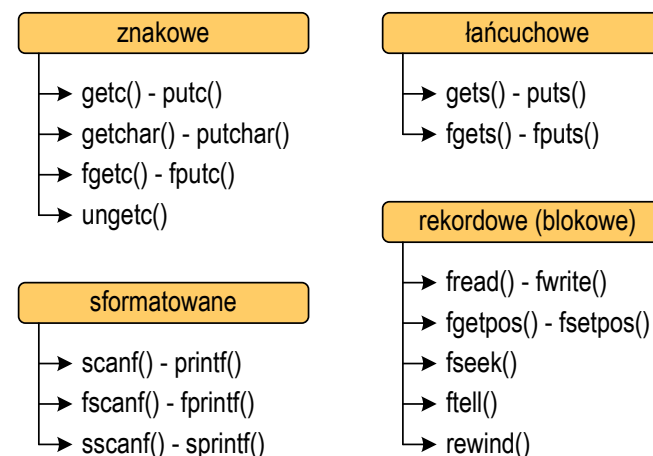 znakowe
getc() - putc()
getchar() - putchar()
fgetc() - fputc()
ungetc()
sformatowane
scanf() - printf()
fscanf() - fprintf()
sscanf() - sprintf()
łańcuchowe
gets() - puts()
fgets() - fputs()
rekordowe (blokowe)
fread() - fwrite()
fgetpos() - fsetpos()
fseek()
ftell()
rewind()